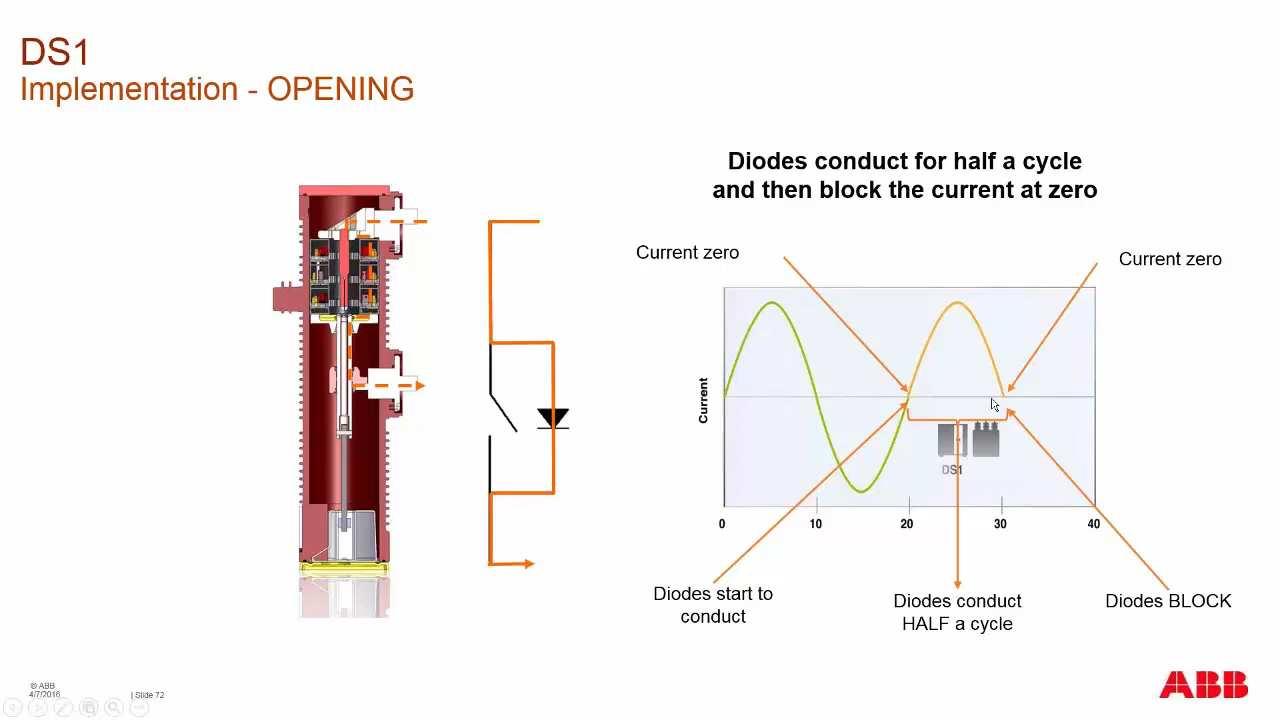 DS1
Implementation - OPENING
Diodes conduct for half a cycle
and then block the current at zero
Current zero
Current zero
Current
DS1
0
10
20
30
40
Diodes start to
conduct
Diodes conduct
HALF a cycle
Diodes BLOCK
© ABB
4/7/2016
| Slide 72
ABB